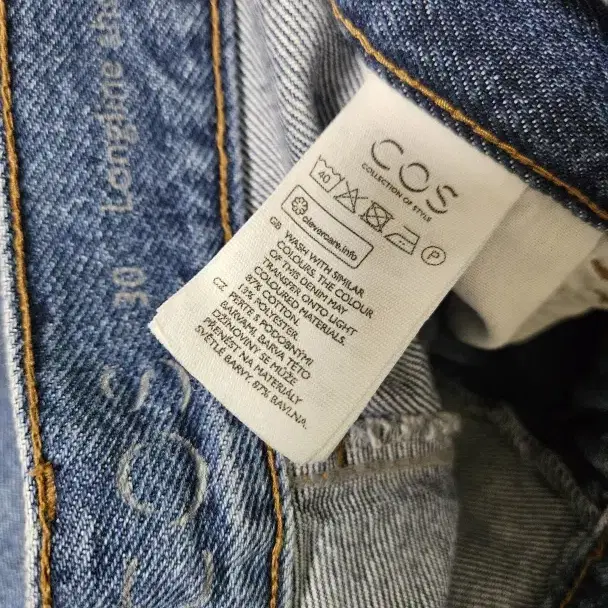 COS
COLLECTION OF STYLE
40
P
clevercare.info
GB WASH WITH SIMILAR
COLOURS. THE COLOUR
OF THIS DENIM MAY
TRANSFER ONTO LIGHT
COLOURED MATERIALS.
87% COTTON,
13% POLYESTER.
CZ PERTE S PODOBNÝMI
BARVAMI. BARVA TÉTO
DŽÍNOVINY SE MŮŽE
PŘENÉST NA MATERIÁLY
SVĚTLÉ BARVY. 87% BAVLNA,
COS
30 Longline sho